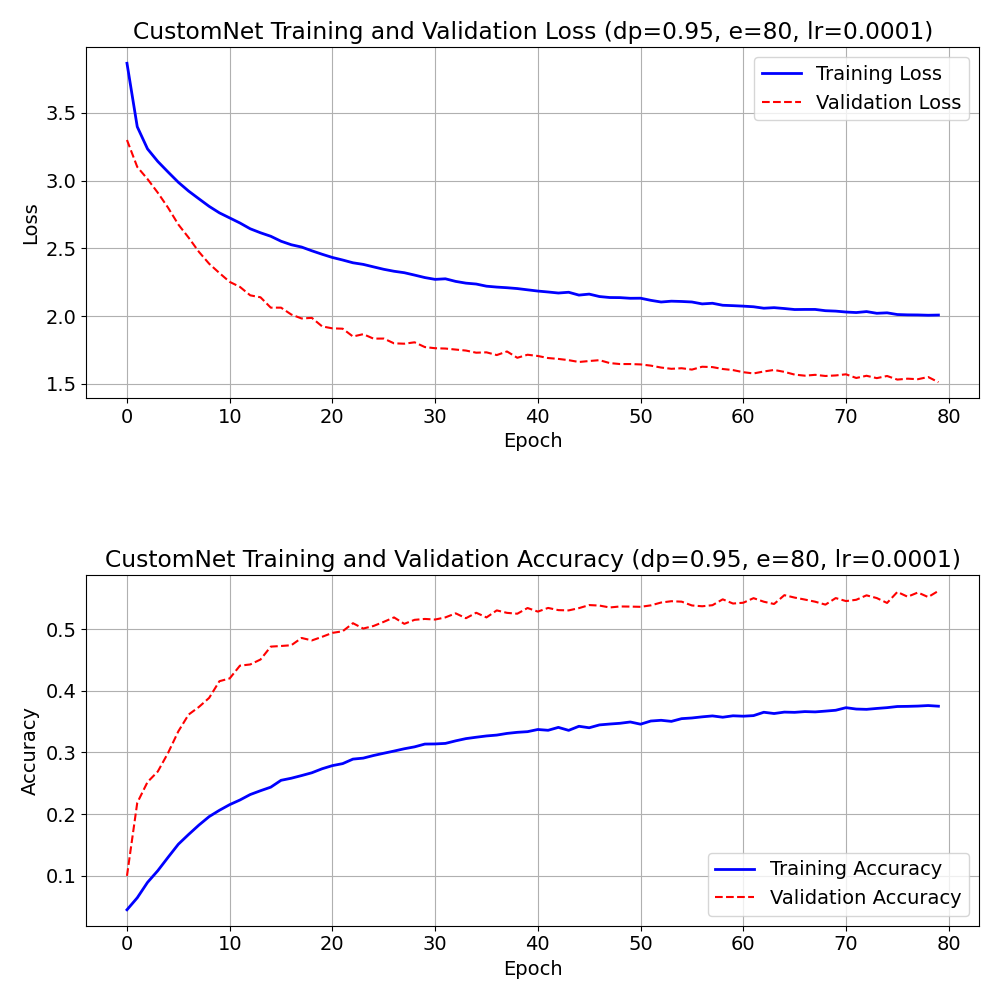 CustomNet Training and Validation Loss (dp=0.95, e=80, lr=0.0001)
Training Loss
Validation Loss
3.5
3.0
2.5
2.0
1.5
Loss
0 10 20 30 40 50 60 70 80
Epoch
CustomNet Training and Validation Accuracy (dp=0.95, e=80, lr=0.0001)
0.5
0.4
0.3
0.2
0.1
Accuracy
Training Accuracy
Validation Accuracy
0 10 20 30 40 50 60 70 80
Epoch